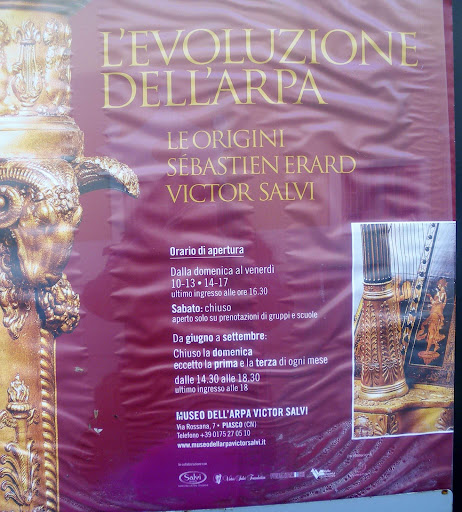 L'EVOLUZIONE
DELL'ARPA
LE ORIGINI
SÉBASTIEN ERARD
VICTOR SALVI
Orario di apertura
Dalla domenica al venerdì
10-13 • 14-17
ultimo ingresso alle ore 16.30
Sabato: chiuso
aperto solo su prenotazioni di gruppi e scuole
Da giugno a settembre:
Chiuso la domenica
eccetto la prima e la terza di ogni mese
dalle 14.30 alle 18.30
ultimo ingresso alle 18
MUSEO DELL'ARPA VICTOR SALVI
Via Rossana, 7 • PIASCO (CN)
Telefono +39 0175 27 05 10
www.museodellarpavictorsalvi.it
Salvi
Victor Salvi Foundation